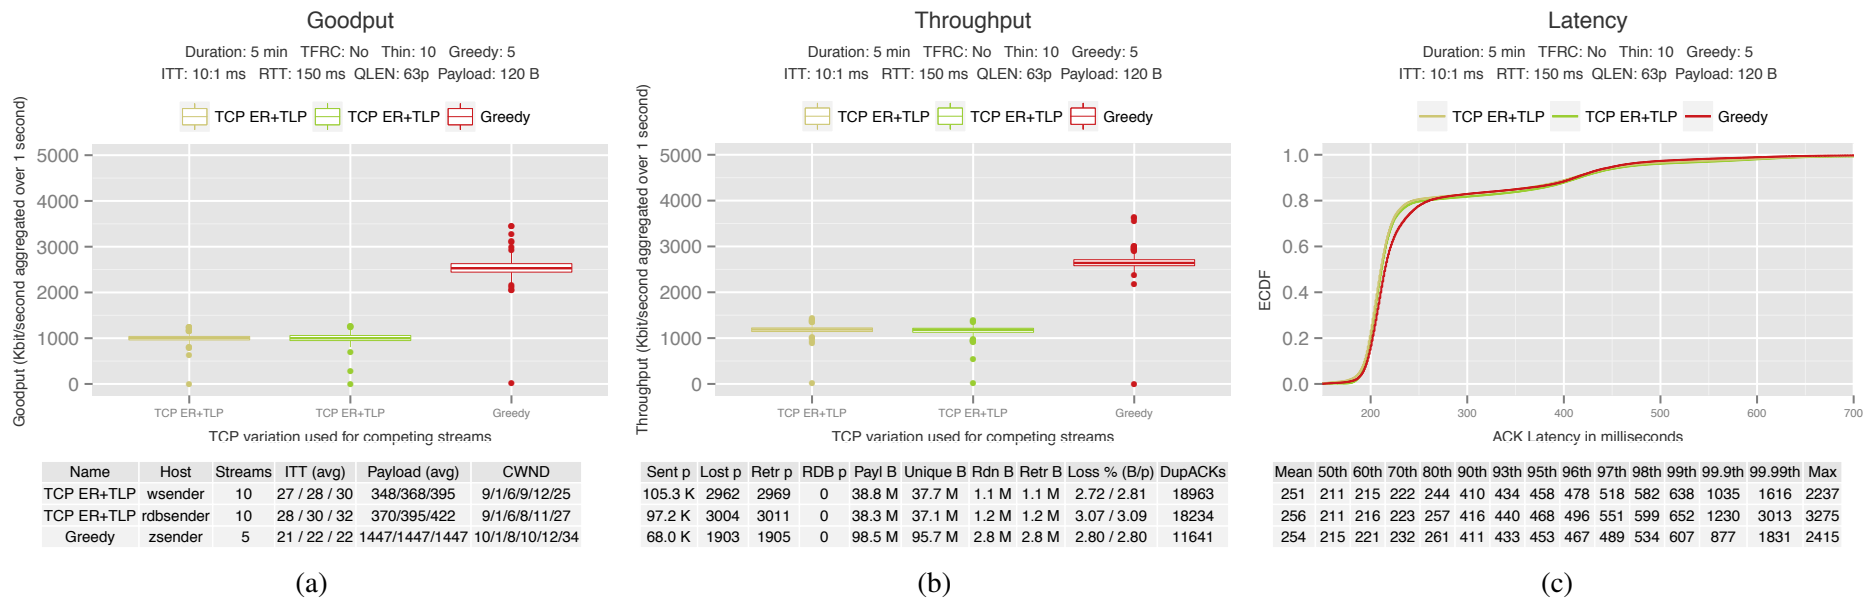 Goodput
Duration: 5 min TFRC: No Thin: 10 Greedy: 5
ITT: 10:1 ms RTT: 150 ms QLEN: 63p Payload: 120 B
TCP ER+TLP TCP ER+TLP Greedy
Goodput (Kbit/second aggregated over 1 second)
5000
4000
3000
2000
1000
0
TCP ER+TLP TCP ER+TLP Greedy
TCP variation used for competing streams
Name Host Streams ITT (avg) Payload (avg) CWND
TCP ER+TLP wsender 10 27 / 28 / 30 348/368/395 9/1/6/9/12/25
TCP ER+TLP rdbsender 10 28 / 30 / 32 370/395/422 9/1/6/8/11/27
Greedy zsender 5 21 / 22 / 22 1447/1447/1447 10/1/8/10/12/34
(a)
Throughput
Duration: 5 min TFRC: No Thin: 10 Greedy: 5
ITT: 10:1 ms RTT: 150 ms QLEN: 63p Payload: 120 B
TCP ER+TLP TCP ER+TLP Greedy
Throughput (Kbit/second aggregated over 1 second)
5000
4000
3000
2000
1000
0
TCP ER+TLP TCP ER+TLP Greedy
TCP variation used for competing streams
Sent p Lost p Retr p RDB p Payl B Unique B Rdn B Retr B Loss % (B/p) DupACKs
105.3 K 2962 2969 0 38.8 M 37.7 M 1.1 M 1.1 M 2.72 / 2.81 18963
97.2 K 3004 3011 0 38.3 M 37.1 M 1.2 M 1.2 M 3.07 / 3.09 18234
68.0 K 1903 1905 0 98.5 M 95.7 M 2.8 M 2.8 M 2.80 / 2.80 11641
(b)
Latency
Duration: 5 min TFRC: No Thin: 10 Greedy: 5
ITT: 10:1 ms RTT: 150 ms QLEN: 63p Payload: 120 B
TCP ER+TLP TCP ER+TLP Greedy
ECDF
1.0
0.8
0.6
0.4
0.2
0.0
200 300 400 500 600 700
ACK Latency in milliseconds
Mean 50th 60th 70th 80th 90th 93th 95th 96th 97th 98th 99th 99.9th 99.99th Max
251 211 215 222 244 410 434 458 478 518 582 638 1035 1616 2237
256 211 216 223 257 416 440 468 496 551 599 652 1230 3013 3275
254 215 221 232 261 411 433 453 467 489 534 607 877 1831 2415
(c)